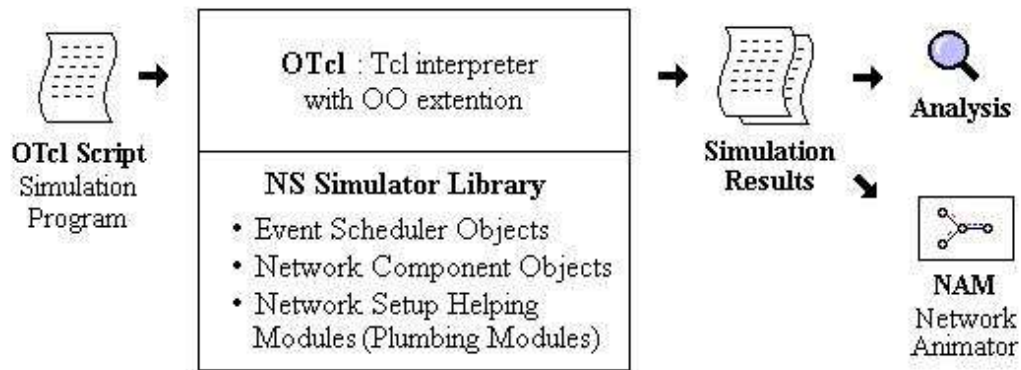 OTcl Script
Simulation
Program
OTcl : Tcl interpreter
with OO extention
NS Simulator Library
• Event Scheduler Objects
• Network Component Objects
• Network Setup Helping
Modules (Plumbing Modules)
Simulation
Results
Analysis
NAM
Network
Animator